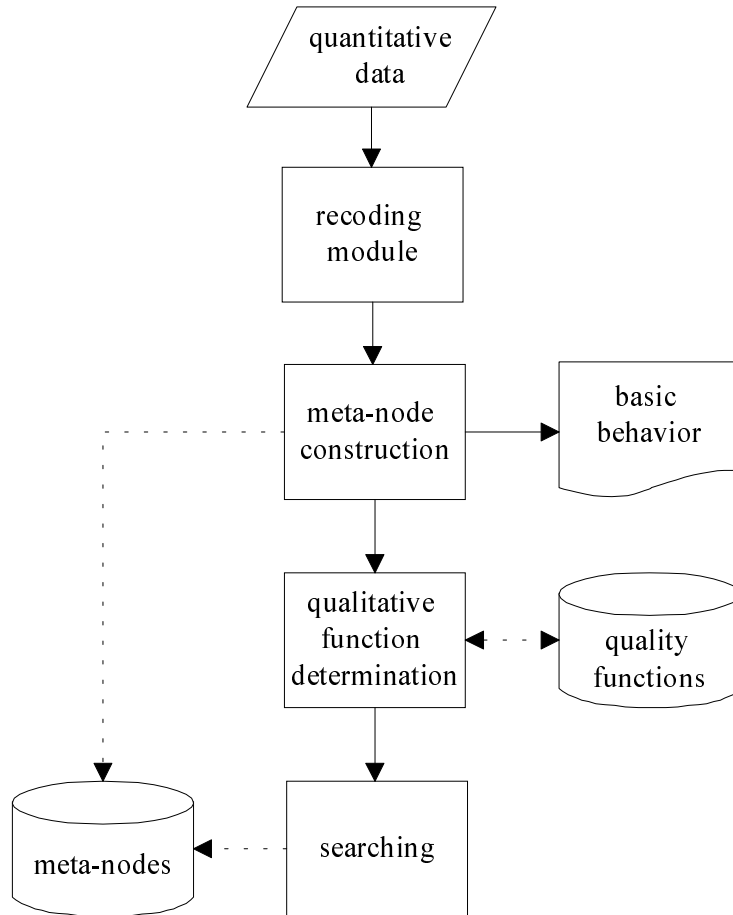 quantitative
data
recoding
module
meta-node
construction
basic
behavior
qualitative
function
determination
quality
functions
meta-nodes
searching